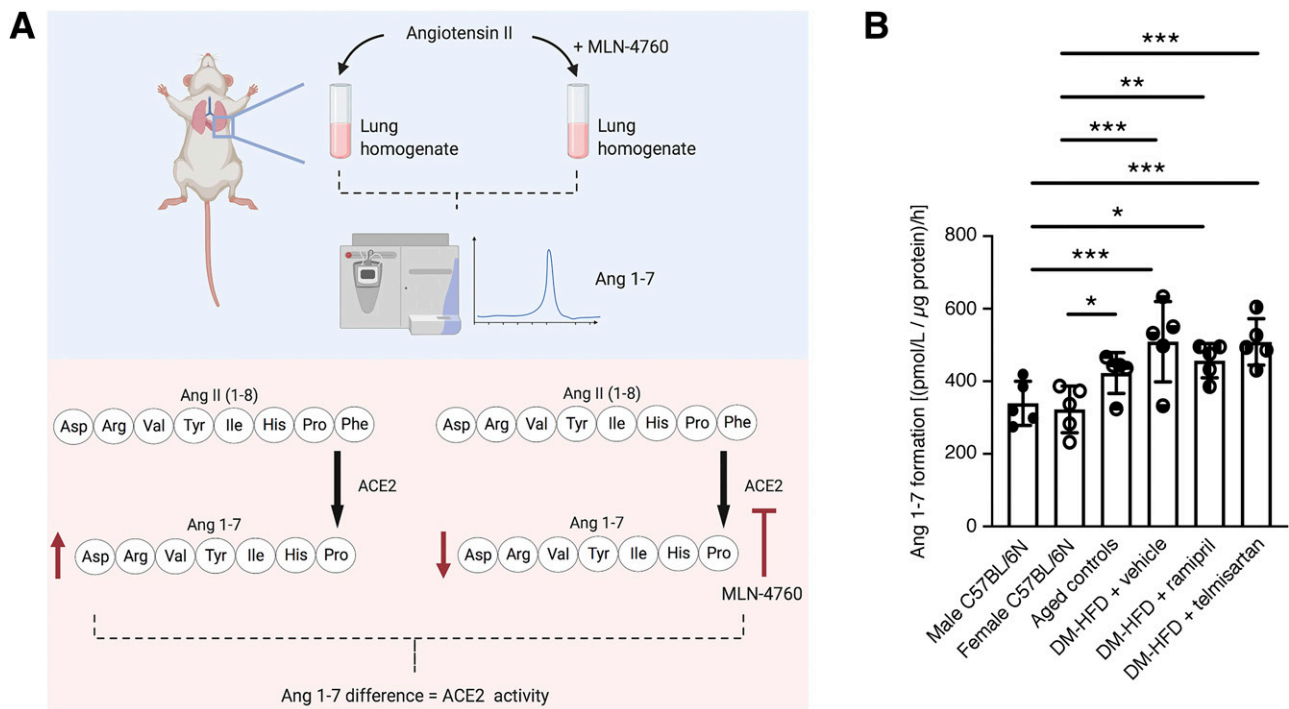 A
Angiotensin II
+ MLN-4760
Lung
homogenate
Lung
homogenate
Ang 1-7
Ang II (1-8)
Asp Arg Val Tyr Ile His Pro Phe
ACE2
Ang 1-7
Asp Arg Val Tyr Ile His Pro
Ang II (1-8)
Asp Arg Val Tyr Ile His Pro Phe
ACE2
Ang 1-7
Asp Arg Val Tyr Ile His Pro
MLN-4760
Ang 1-7 difference = ACE2 activity
B
***
**
***
***
*
***
*
Ang 1-7 formation [(pmol/L / µg protein)/h]
800
600
400
200
0
Male C57BL/6N
Female C57BL/6N
Aged controls
DM-HFD + vehicle
DM-HFD + ramipril
DM-HFD + telmisartan